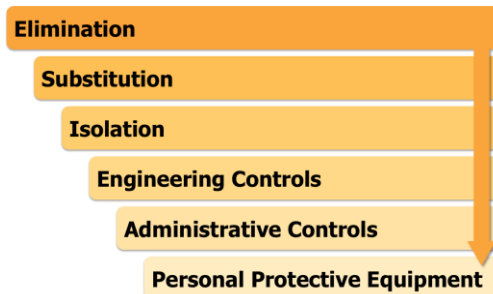 Elimination
Substitution
Isolation
Engineering Controls
Administrative Controls
Personal Protective Equipment